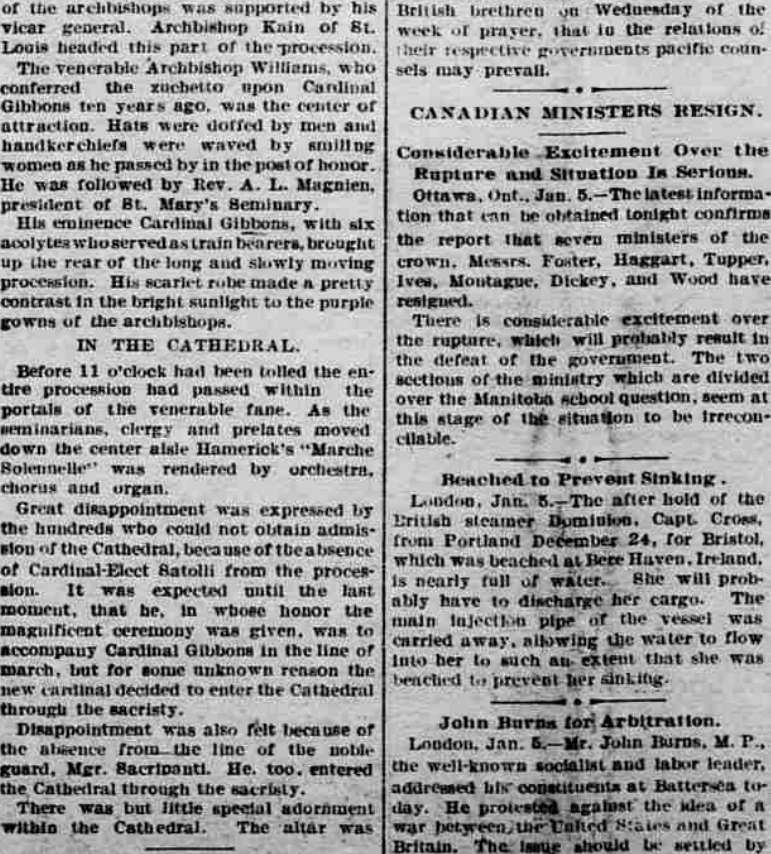 of the archbishops was supported by his
vicar general. Archbishop Kain of St.
Louis headed this part of the procession.
The venerable Archbishop Williams, who
conferred the zuchetto upon Cardinal
Gibbons ten years ago, was the center of
attraction. Hats were doffed by men and
handkerchiefs were waved by smiling
women as he passed by in the post of honor.
He was followed by Rev. A. L. Magnien,
president of St. Mary's Seminary.
His eminence Cardinal Gibbons, with six
acolytes who served as train bearers, brought
up the rear of the long and slowly moving
procession. His scarlet robe made a pretty
contrast in the bright sunlight to the purple
gowns of the archbishops.
IN THE CATHEDRAL.
Before 11 o'clock had been tolled the en-
tire procession had passed within the
portals of the venerable fane. As the
seminarians, clergy and prelates moved
down the center aisle Hamerick's "Marche
Solennelle" was rendered by orchestra,
chorus and organ.
Great disappointment was expressed by
the hundreds who could not obtain admis-
sion of the Cathedral, because of the absence
of Cardinal-Elect Satolli from the proces-
sion. It was expected until the last
moment, that he, in whose honor the
magnificent ceremony was given, was to
accompany Cardinal Gibbons in the line of
march, but for some unknown reason the
new cardinal decided to enter the Cathedral
through the sacristy.
Disappointment was also felt because of
the absence from the line of the noble
guard, Mgr. Sacripanti. He, too, entered
the Cathedral through the sacristy.
There was but little special adornment
within the Cathedral. The altar was
British brethren on Wednesday of the
week of prayer, that in the relations of
their respective governments pacific coun-
sels may prevail.
CANADIAN MINISTERS RESIGN.
Considerable Excitement Over the
Rupture and Situation Is Serious.
Ottawa, Ont., Jan. 5.—The latest informa-
tion that can be obtained tonight confirms
the report that seven ministers of the
crown, Messrs. Foster, Haggart, Tupper,
Ives, Montague, Dickey, and Wood have
resigned.
There is considerable excitement over
the rupture, which will probably result in
the defeat of the government. The two
sections of the ministry which are divided
over the Manitoba school question, seem at
this stage of the situation to be irrecon-
cilable.
Beached to Prevent Sinking.
London, Jan. 5.—The after hold of the
British steamer Dominion, Capt. Cross,
from Portland December 24, for Bristol,
which was beached at Bere Haven, Ireland,
is nearly full of water. She will prob-
ably have to discharge her cargo. The
main injection pipe of the vessel was
carried away, allowing the water to flow
into her to such an extent that she was
beached to prevent her sinking.
John Burns for Arbitration.
London, Jan. 5.—Mr. John Burns, M. P.,
the well-known socialist and labor leader,
addressed his constituents at Battersea to-
day. He protested against the idea of a
war between the United States and Great
Britain. The issue should be settled by